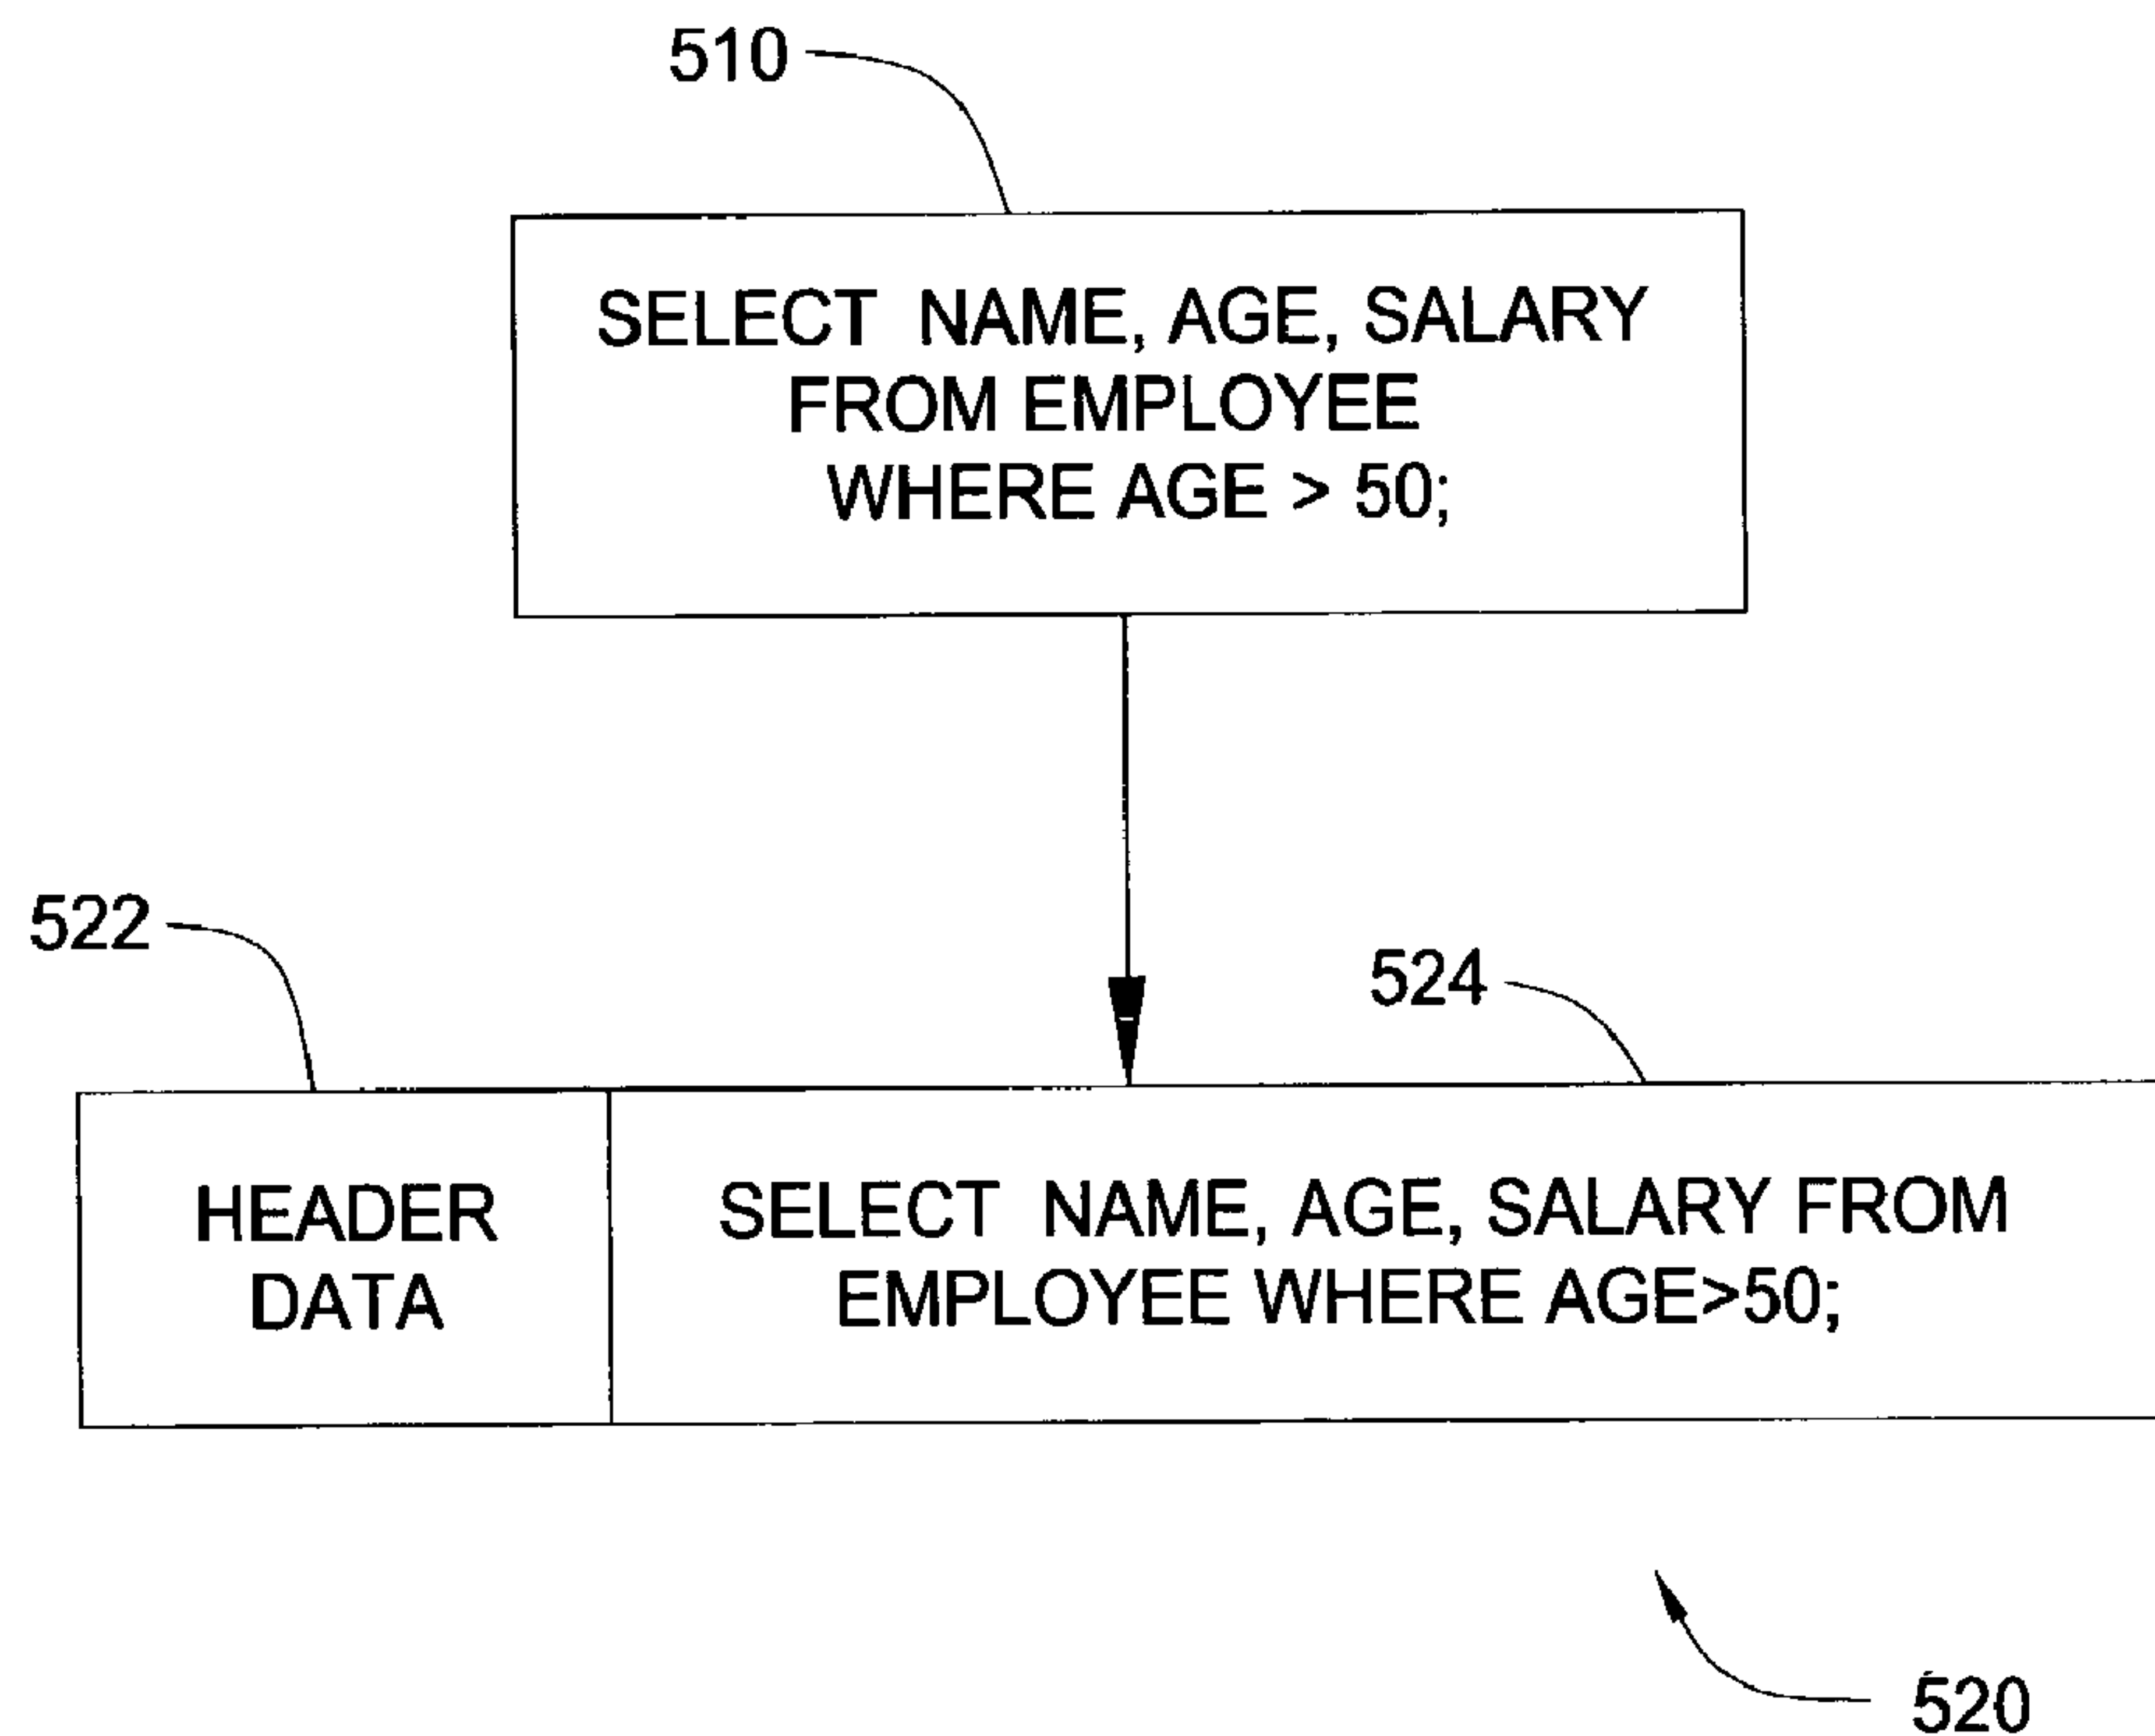 510
SELECT NAME, AGE, SALARY
FROM EMPLOYEE
WHERE AGE > 50;
522
524
HEADER
DATA
SELECT NAME, AGE, SALARY FROM
EMPLOYEE WHERE AGE>50;
520